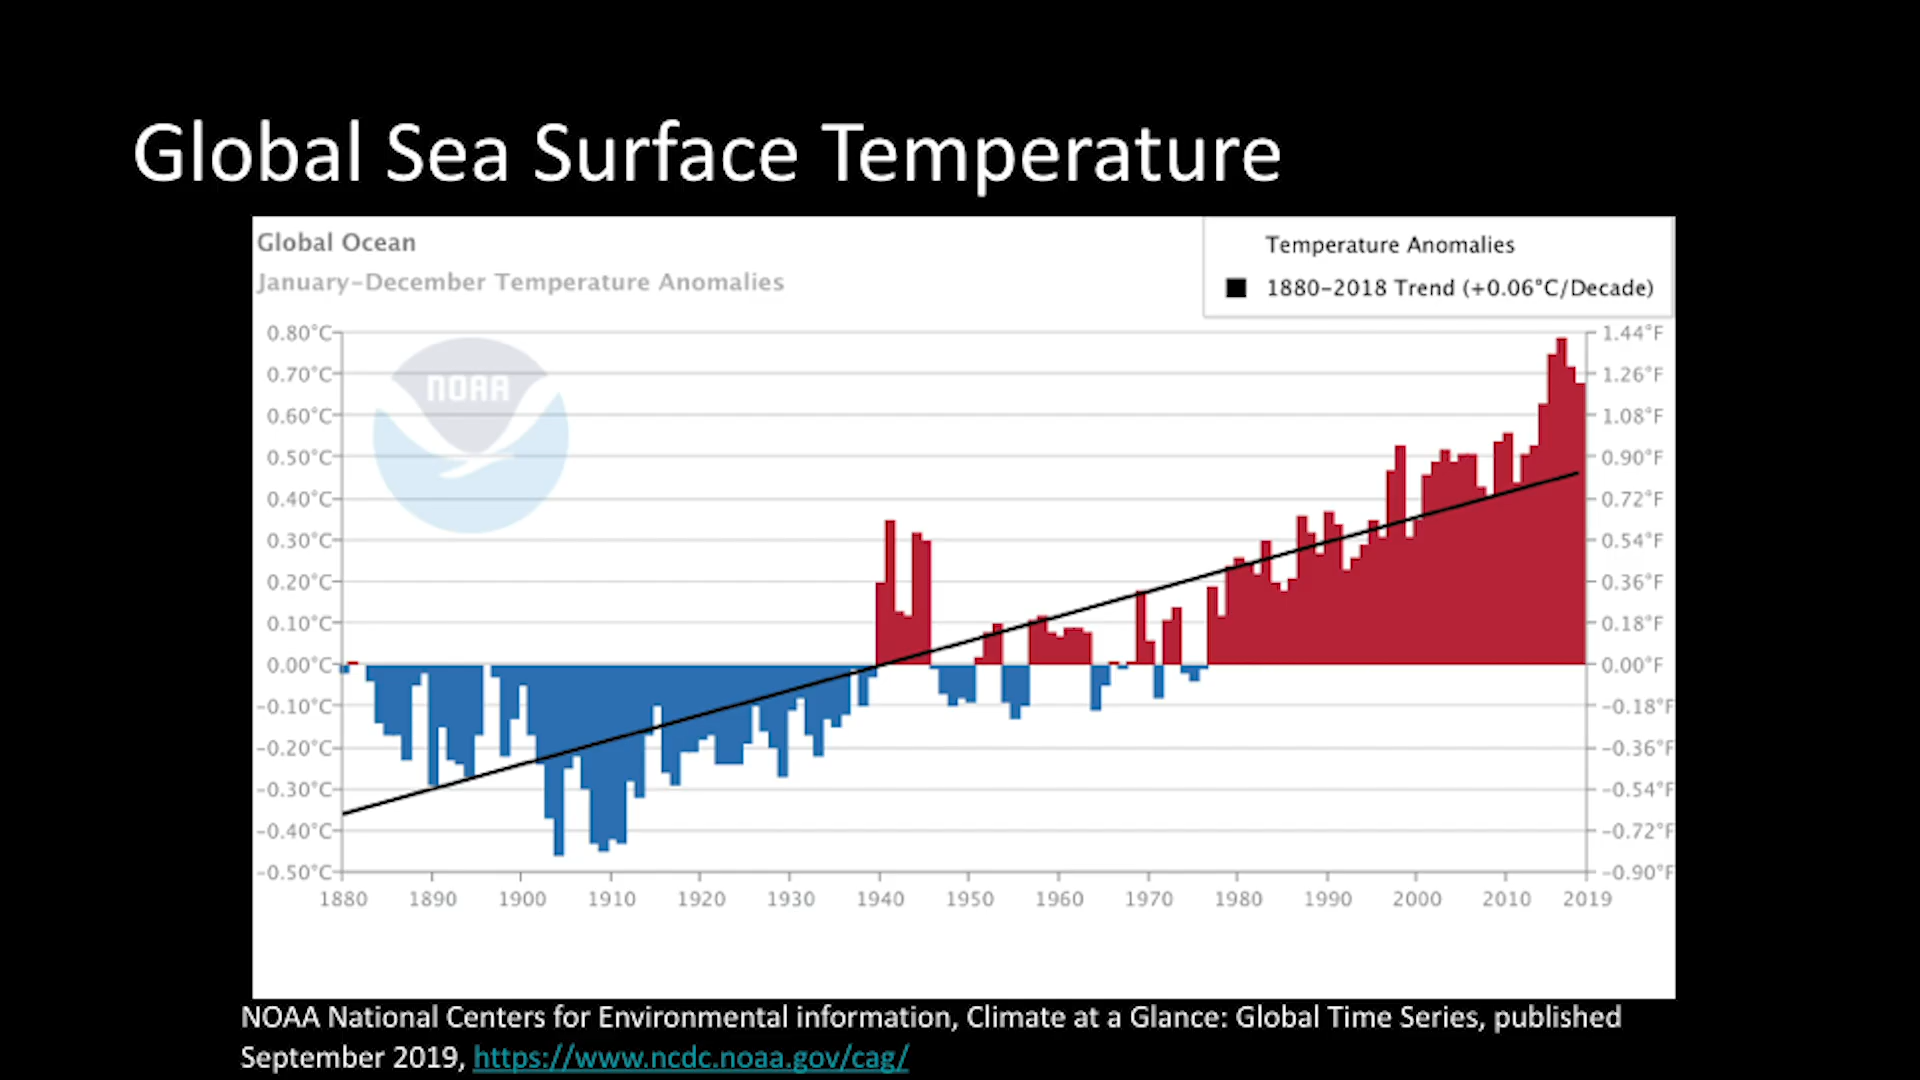 Global Sea Surface Temperature
Global Ocean
January–December Temperature Anomalies
Temperature Anomalies
1880–2018 Trend (+0.06°C/Decade)
NOAA
0.80°C 1.44°F
0.70°C 1.26°F
0.60°C 1.08°F
0.50°C 0.90°F
0.40°C 0.72°F
0.30°C 0.54°F
0.20°C 0.36°F
0.10°C 0.18°F
0.00°C 0.00°F
-0.10°C -0.18°F
-0.20°C -0.36°F
-0.30°C -0.54°F
-0.40°C -0.72°F
-0.50°C -0.90°F
1880 1890 1900 1910 1920 1930 1940 1950 1960 1970 1980 1990 2000 2010 2019
NOAA National Centers for Environmental information, Climate at a Glance: Global Time Series, published
September 2019, https://www.ncdc.noaa.gov/cag/